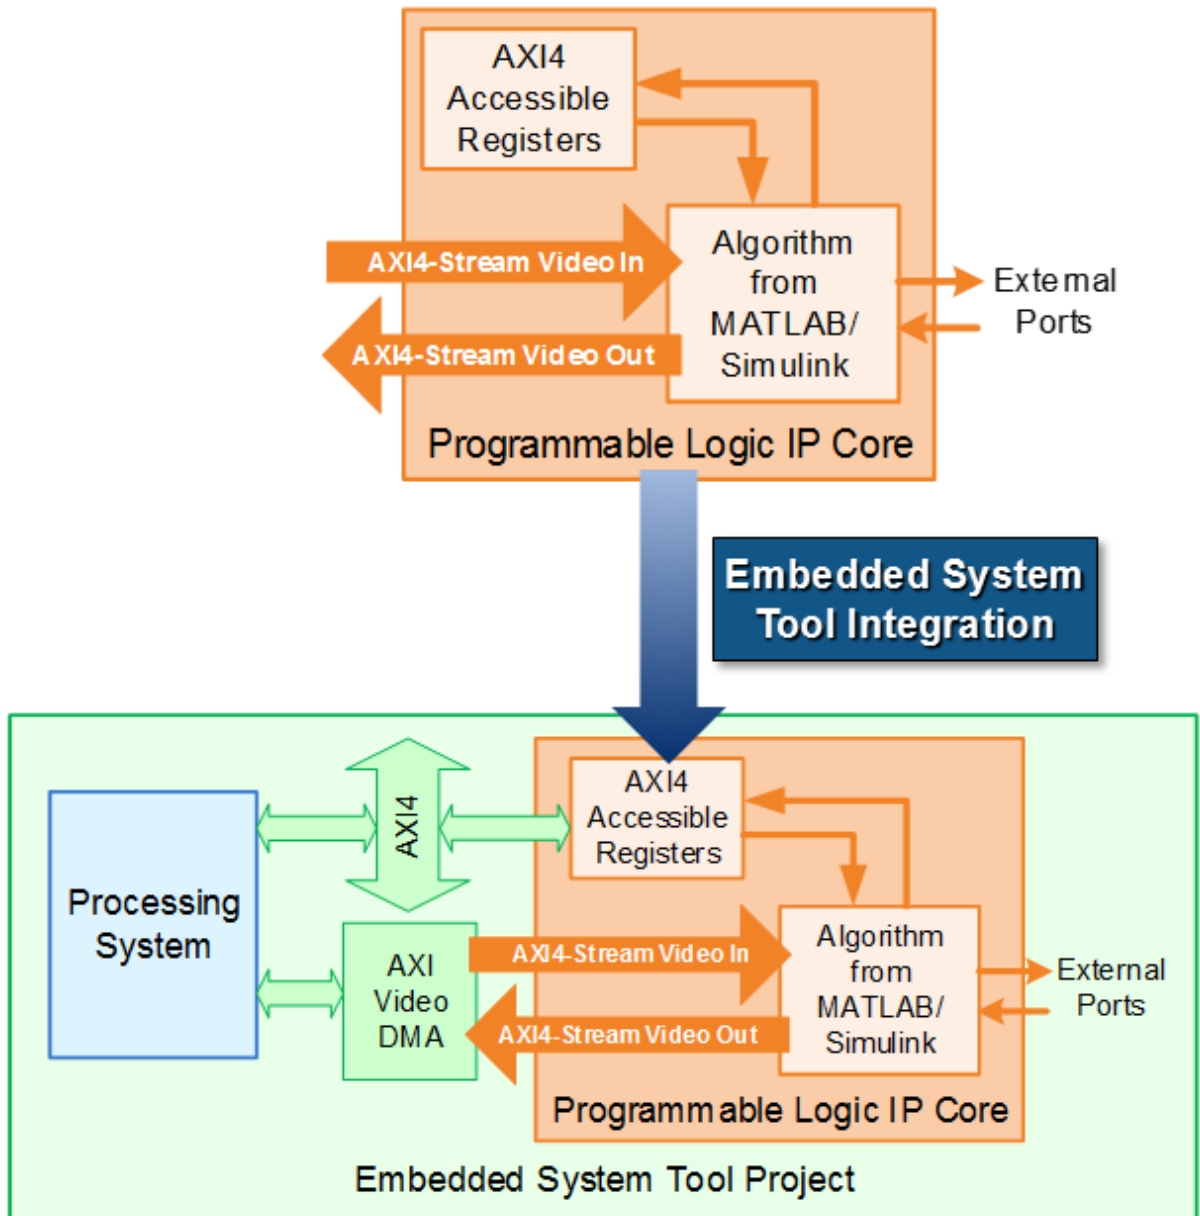 AXI4
Accessible
Registers
AXI4-Stream Video In
Algorithm
from
MATLAB/
Simulink
External
Ports
AXI4-Stream Video Out
Programmable Logic IP Core
Embedded System
Tool Integration
AXI4
AXI4
Accessible
Registers
Processing
System
AXI
Video
DMA
AXI4-Stream Video In
Algorithm
from
MATLAB/
Simulink
External
Ports
AXI4-Stream Video Out
Programmable Logic IP Core
Embedded System Tool Project